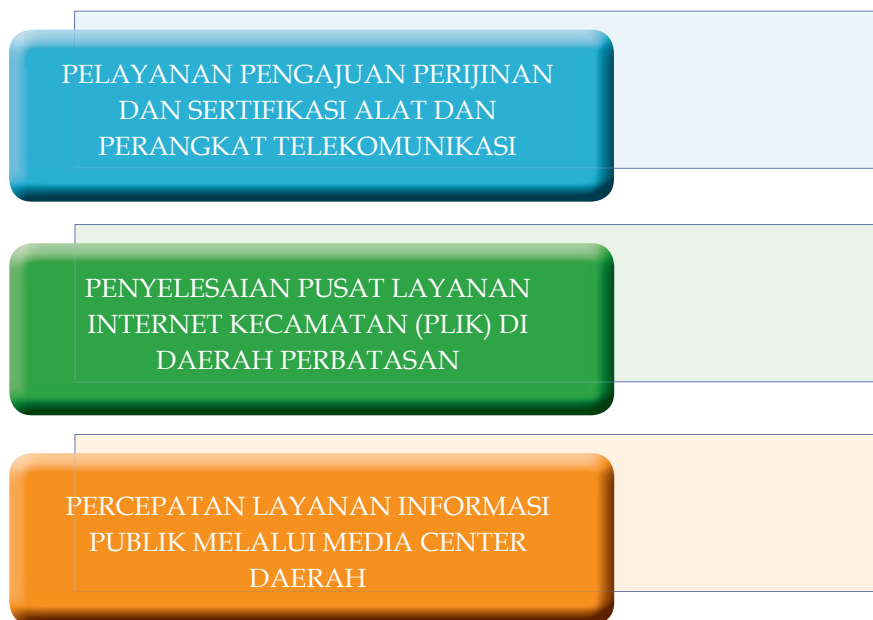 PELAYANAN PENGAJUAN PERIJINAN
DAN SERTIFIKASI ALAT DAN
PERANGKAT TELEKOMUNIKASI
PENYELESAIAN PUSAT LAYANAN
INTERNET KECAMATAN (PLIK) DI
DAERAH PERBATASAN
PERCEPATAN LAYANAN INFORMASI
PUBLIK MELALUI MEDIA CENTER
DAERAH